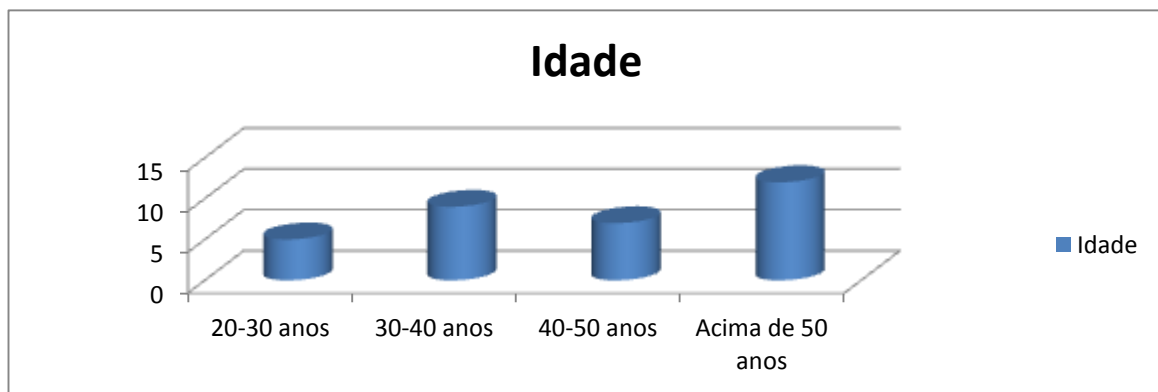 Idade
15
10
5
0
20-30 anos
30-40 anos
40-50 anos
Acima de 50
anos
Idade